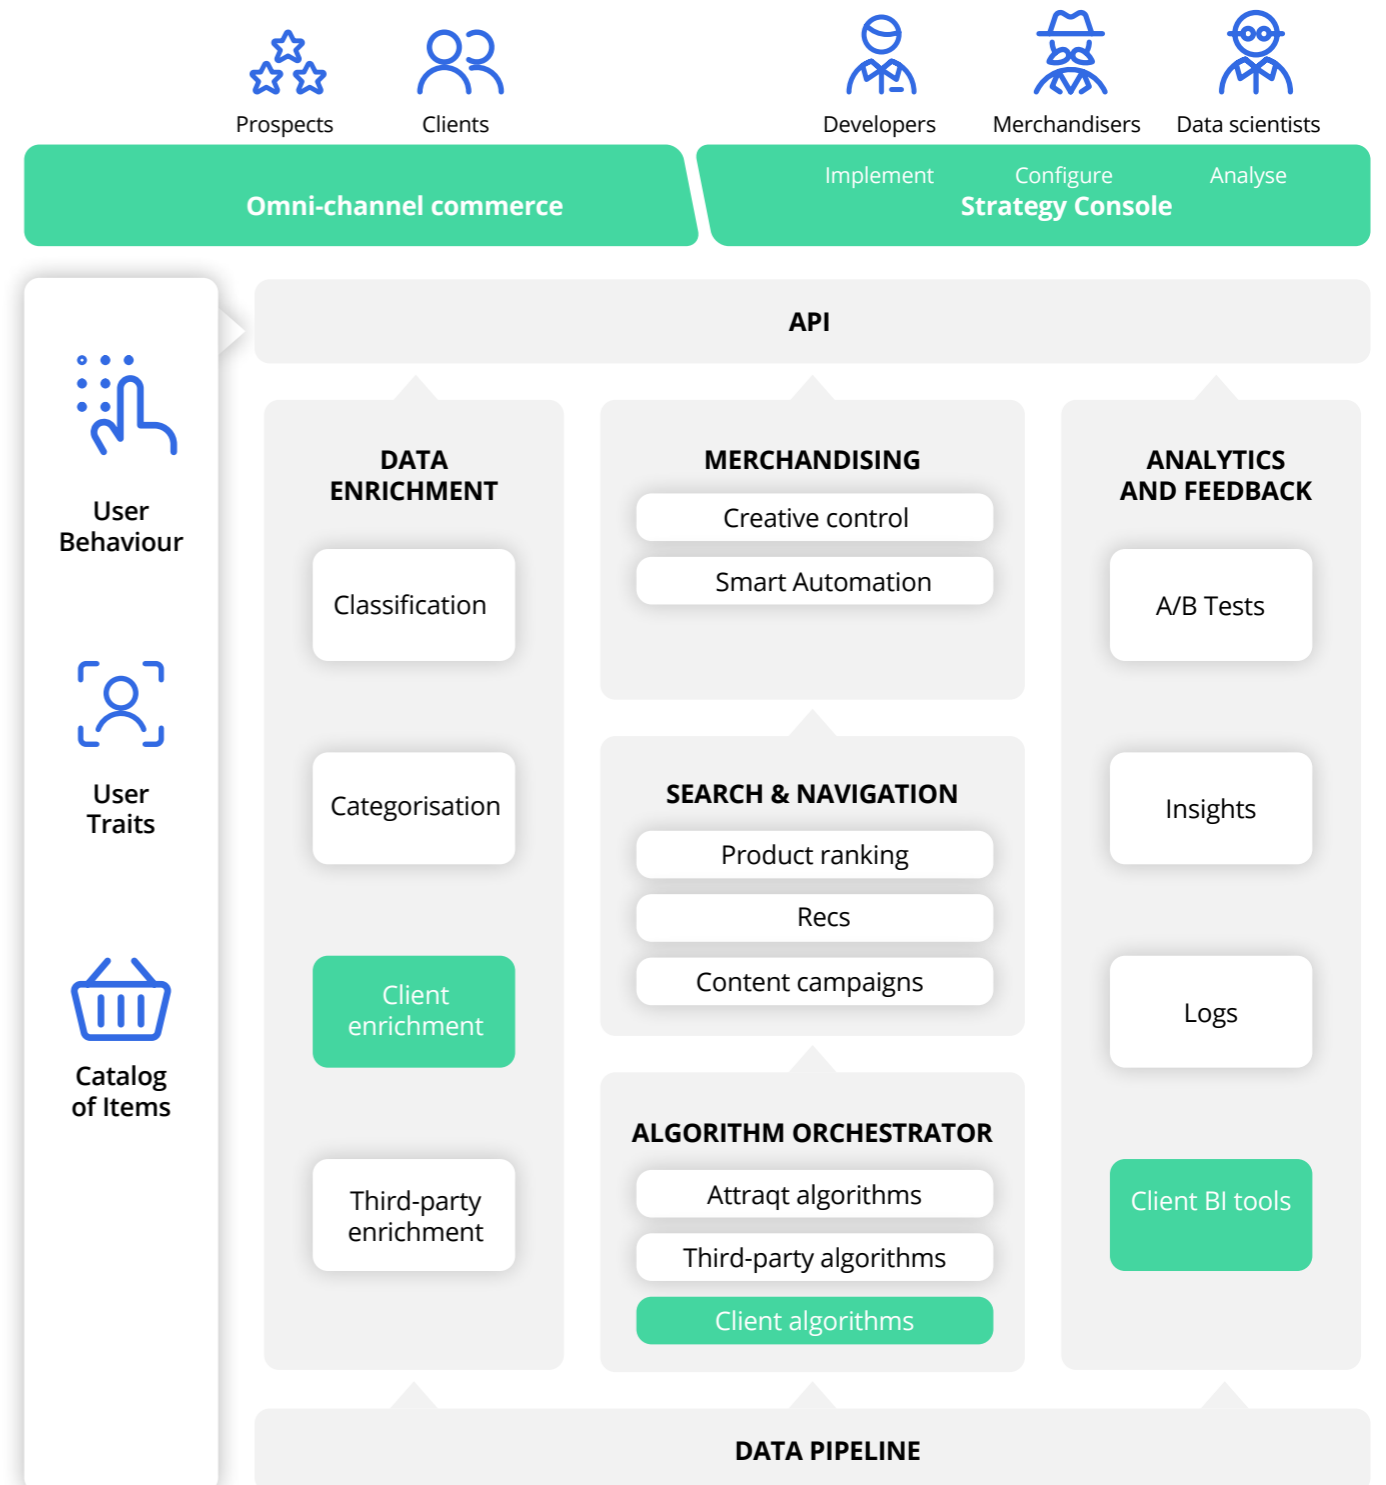 Prospects
Clients
Developers
Merchandisers
Data scientists
Omni-channel commerce
Implement
Configure
Analyse
Strategy Console
User
Behaviour
User
Traits
Catalog
of Items
API
DATA
ENRICHMENT
Classification
Categorisation
Client
enrichment
Third-party
enrichment
MERCHANDISING
Creative control
Smart Automation
SEARCH & NAVIGATION
Product ranking
Recs
Content campaigns
ALGORITHM ORCHESTRATOR
Attraqt algorithms
Third-party algorithms
Client algorithms
ANALYTICS
AND FEEDBACK
A/B Tests
Insights
Logs
Client BI tools
DATA PIPELINE